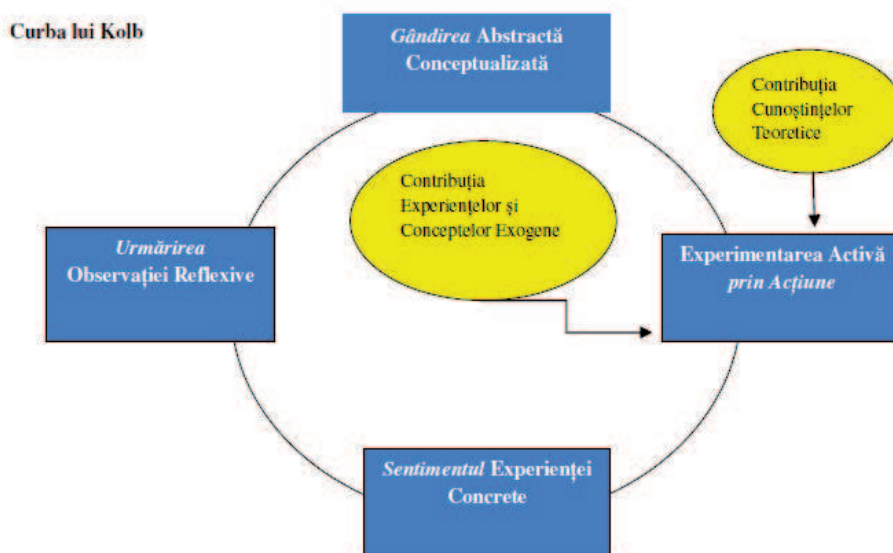 Curba lui Kolb
Gândirea Abstractă
Conceptualizată
Contribuția
Cunoștințelor
Teoretice
Contribuția
Experiențelor și
Conceptelor Exogene
Urmărirea
Observației Reflexive
Experimentarea Activă
prin Acțiune
Sentimentul Experienței
Concrete